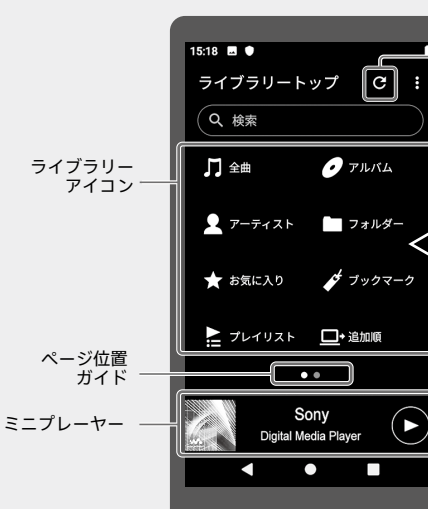 15:18
ライブラリートップ
検索
ライブラリー
アイコン
全曲
アルバム
アーティスト
フォルダー
お気に入り
ブックマーク
プレイリスト
追加順
ページ位置
ガイド
ミニプレーヤー
Sony
Digital Media Player